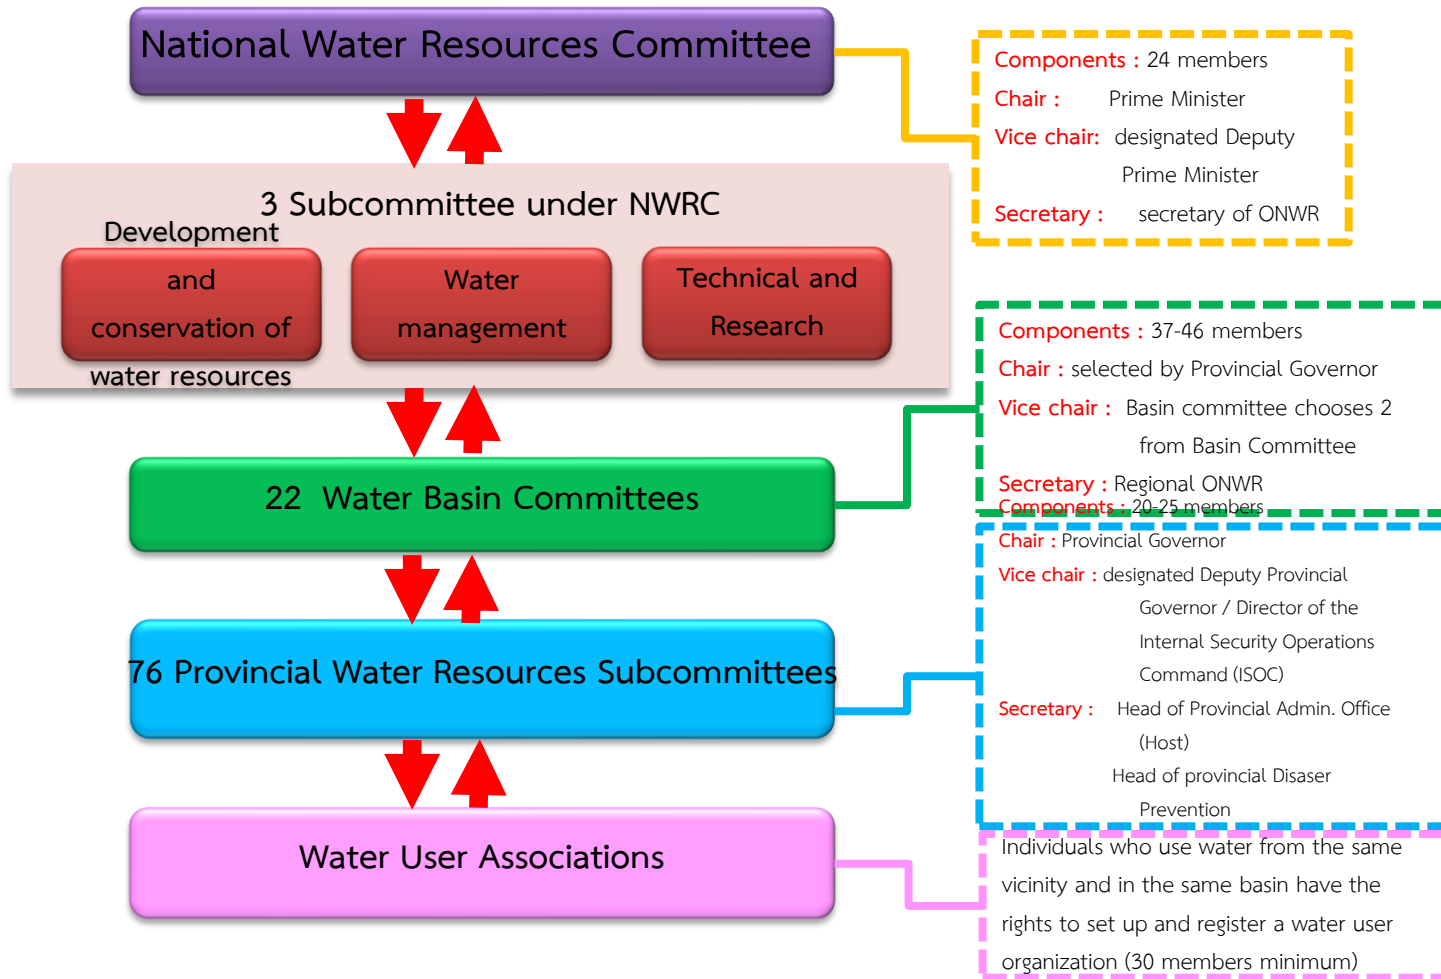 National Water Resources Committee
Components : 24 members
Chair : Prime Minister
Vice chair: designated Deputy
Prime Minister
Secretary : secretary of ONWR
3 Subcommittee under NWRC
Development
and
conservation of
water resources
Water
management
Technical and
Research
Components : 37-46 members
Chair : selected by Provincial Governor
Vice chair : Basin committee chooses 2
from Basin Committee
Secretary : Regional ONWR
22 Water Basin Committees
Components : 20-25 members
Chair : Provincial Governor
Vice chair : designated Deputy Provincial
Governor / Director of the
Internal Security Operations
Command (ISOC)
Secretary : Head of Provincial Admin. Office
(Host)
Head of provincial Disaser
Prevention
76 Provincial Water Resources Subcommittees
Water User Associations
Individuals who use water from the same
vicinity and in the same basin have the
rights to set up and register a water user
organization (30 members minimum)